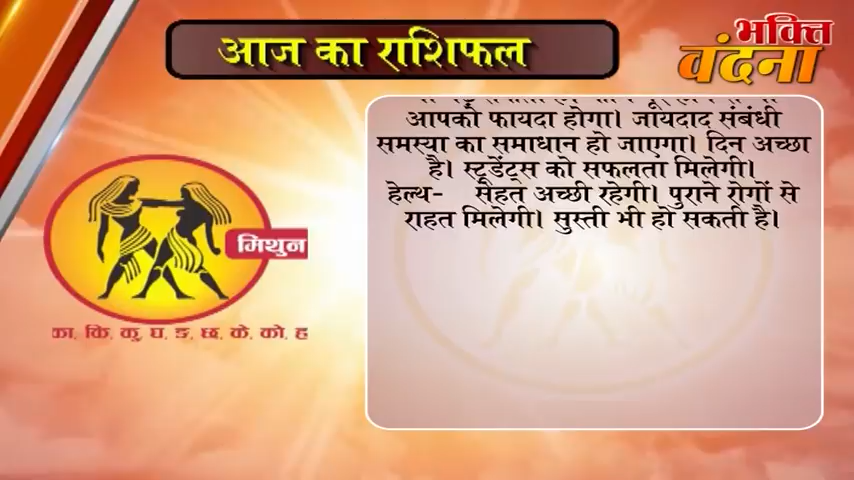 आज का राशिफल
भक्ति
वंदना
आपको फायदा होगा। जायदाद संबंधी
समस्या का समाधान हो जाएगा। दिन अच्छा
है। स्टूडेंट्स को सफलता मिलेगी।
हेल्थ- सेहत अच्छी रहेगी। पुराने रोगों से
राहत मिलेगी। सुस्ती भी हो सकती है।
मिथुन
का, कि, कु, घ, ङ, छ, के, को, ह